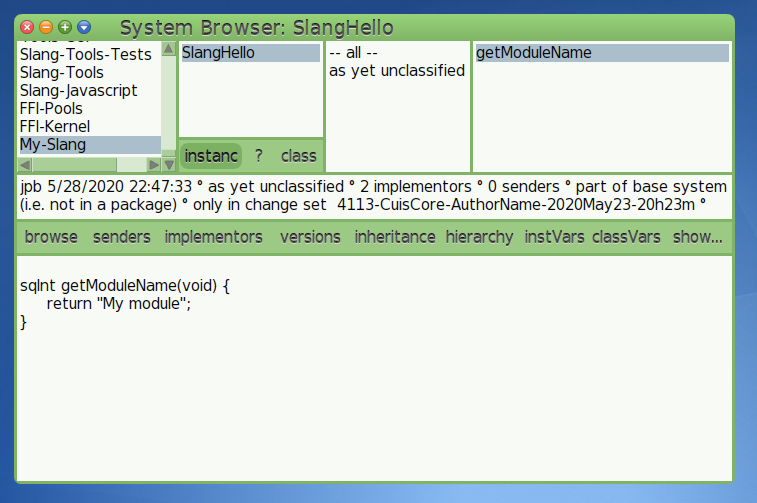 System Browser: SlangHello
Slang-Tools-Tests
Slang-Tools
Slang-Javascript
FFI-Pools
FFI-Kernel
My-Slang
SlangHello
instanc ? class
-- all --
as yet unclassified
getModuleName
jpb 5/28/2020 22:47:33 ° as yet unclassified ° 2 implementors ° 0 senders ° part of base system
(i.e. not in a package) ° only in change set 4113-CuisCore-AuthorName-2020May23-20h23m °
browse senders implementors versions inheritance hierarchy instVars classVars show...
sqInt getModuleName(void) {
return "My module";
}